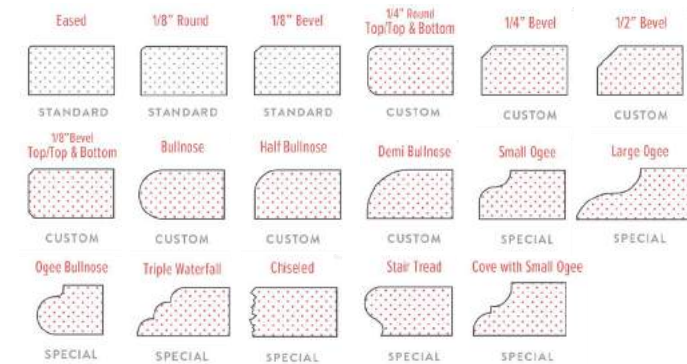 Eased
1/8" Round
1/8" Bevel
1/4" Round
Top/Top & Bottom
1/4" Bevel
1/2" Bevel
STANDARD
STANDARD
STANDARD
CUSTOM
CUSTOM
CUSTOM
1/8"Bevel
Top/Top & Bottom
Bullnose
Half Bullnose
Demi Bullnose
Small Ogee
Large Ogee
CUSTOM
CUSTOM
CUSTOM
CUSTOM
SPECIAL
SPECIAL
Ogee Bullnose
Triple Waterfall
Chiseled
Stair Tread
Cove with Small Ogee
SPECIAL
SPECIAL
SPECIAL
SPECIAL
SPECIAL